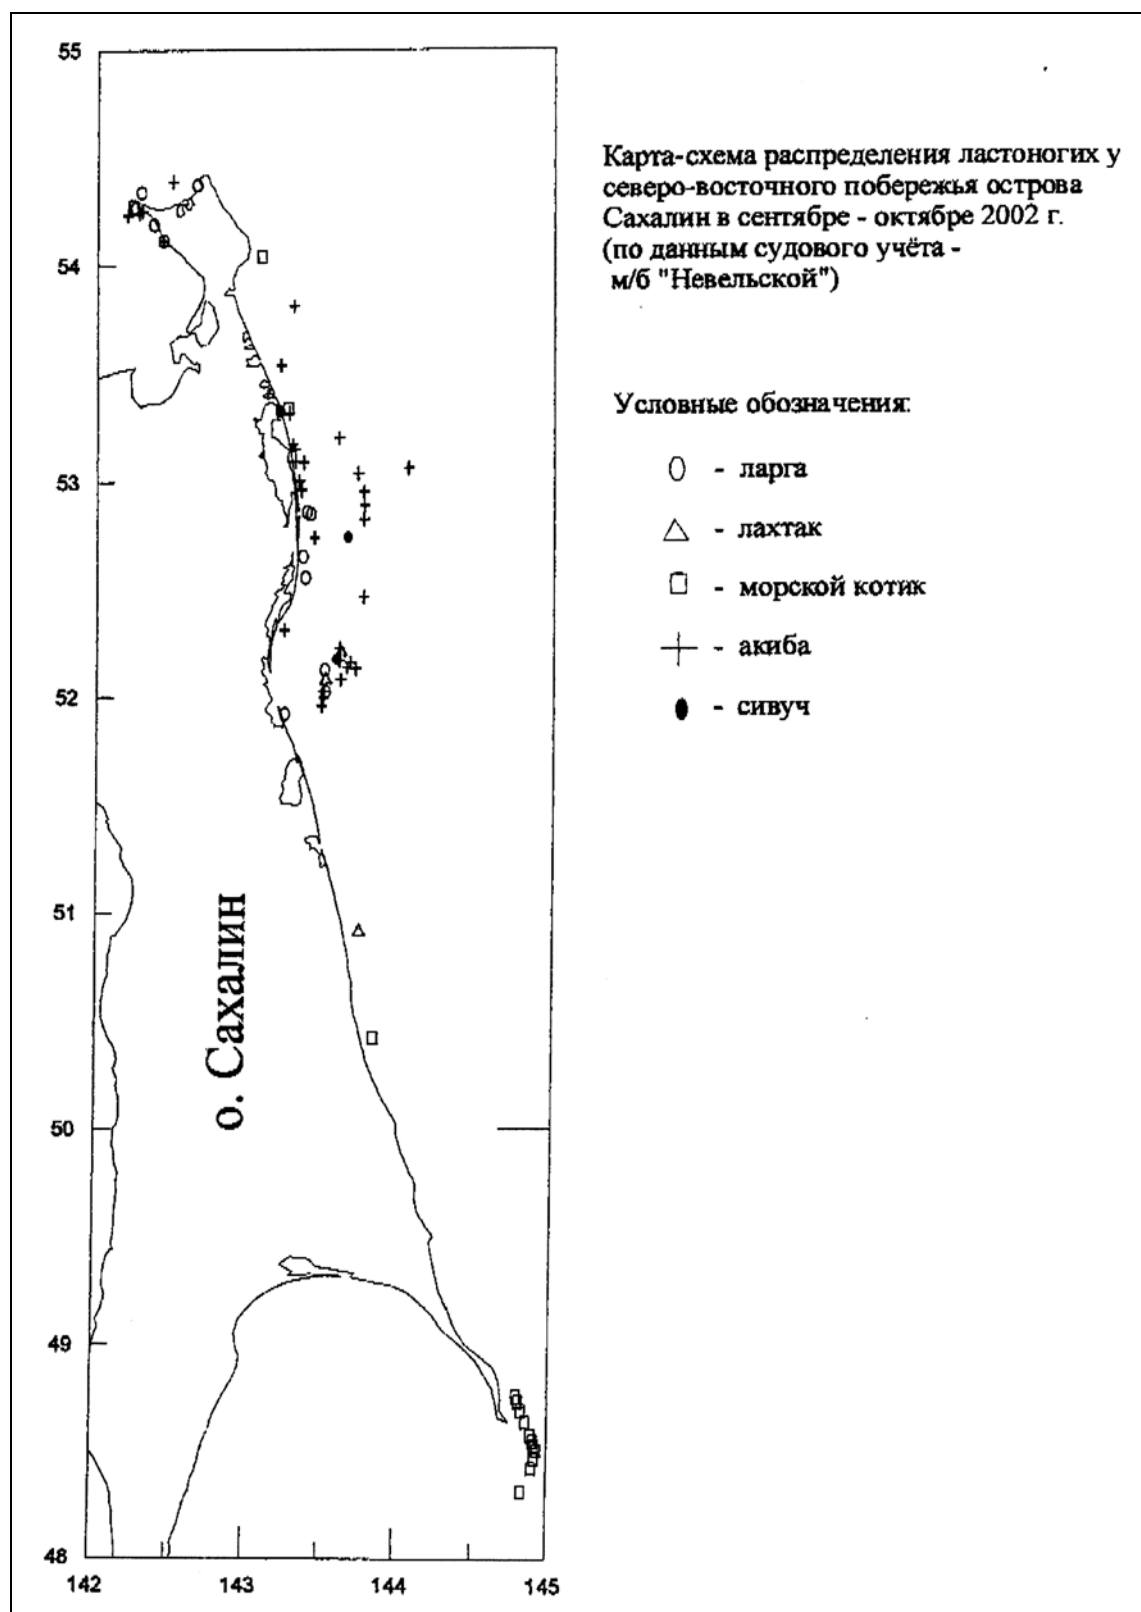 55
54
53
52
51
50
49
48
142
143
144
145
о. Сахалин
Карта-схема распределения ластоногих у
северо-восточного побережья острова
Сахалин в сентябре - октябре 2002 г.
(по данным судового учёта -
м/б "Невельской")
Условные обозначения:
- ларга
- лахтак
- морской котик
- акиба
- сивуч